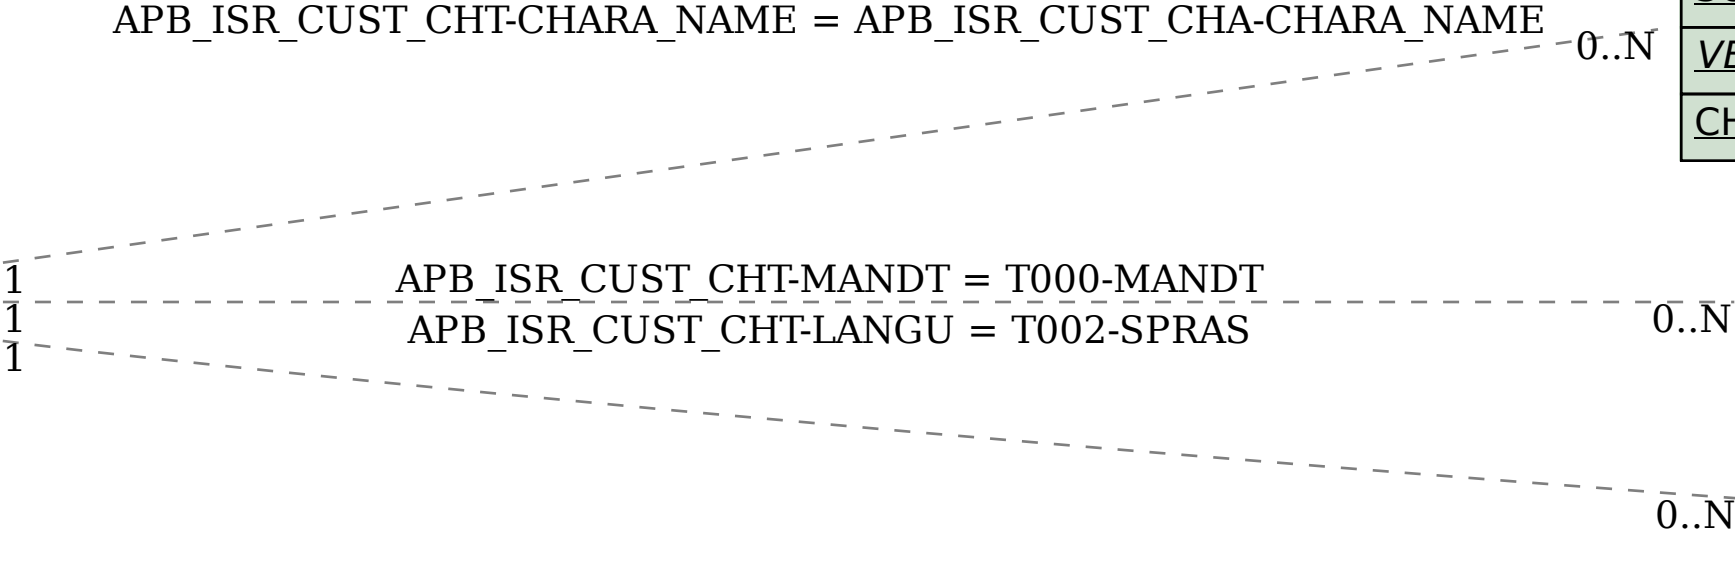 APB_ISR_CUST_CHT-CHARA_NAME = APB_ISR_CUST_CHA-CHARA_NAME
0..N
1
APB_ISR_CUST_CHT-MANDT = T000-MANDT
1
0..N
APB_ISR_CUST_CHT-LANGU = T002-SPRAS
1
0..N